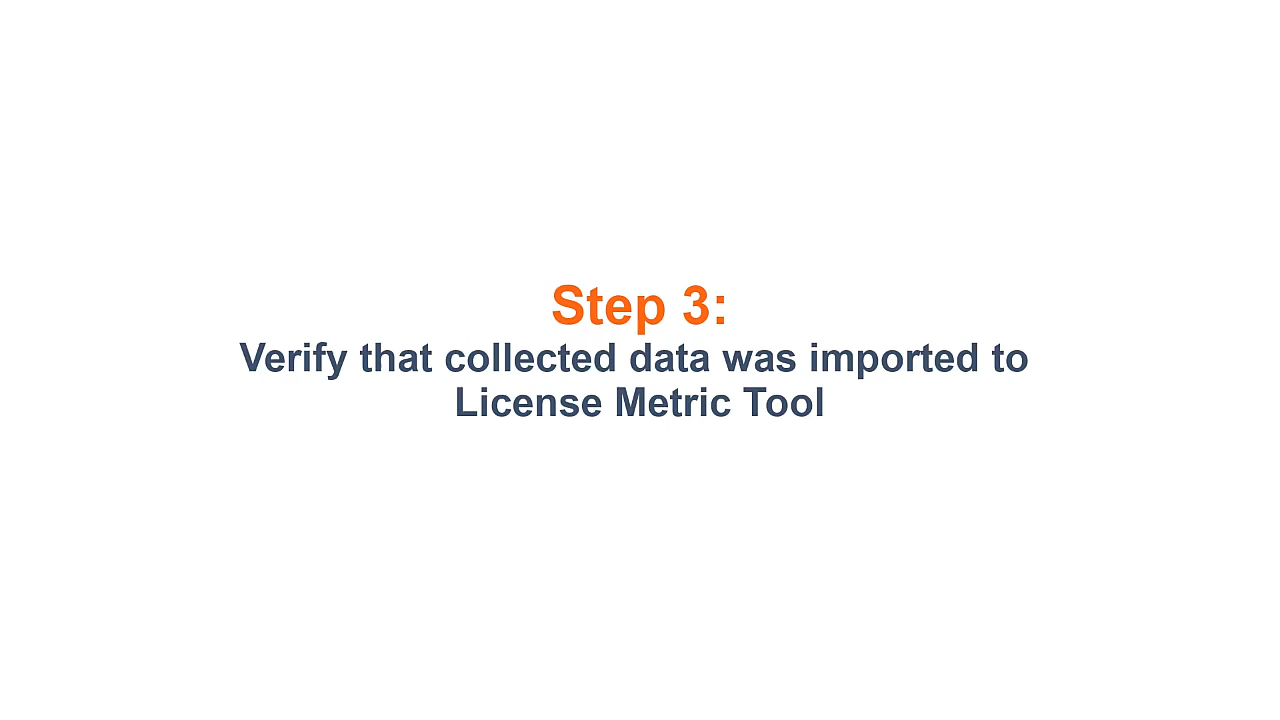 Step 3:
Verify that collected data was imported to
License Metric Tool